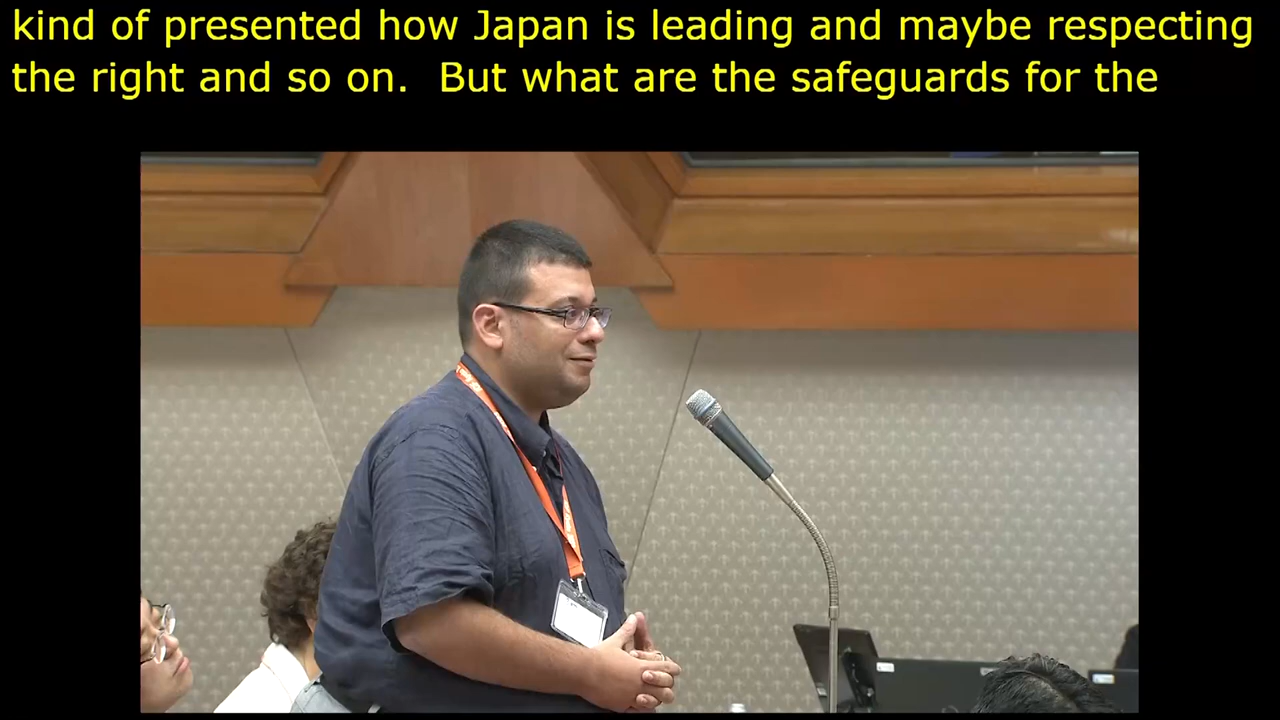 kind of presented how Japan is leading and maybe respecting
the right and so on.  But what are the safeguards for the